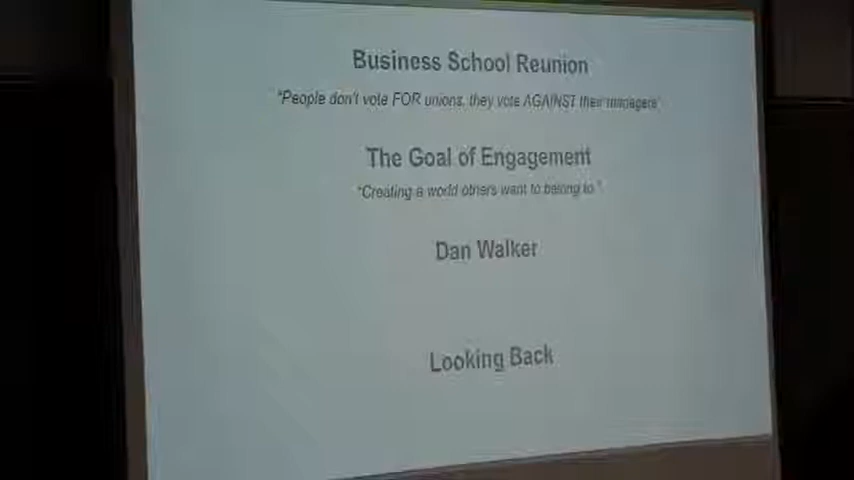 Business School Reunion
"People don't vote FOR unions, they vote AGAINST their managers"
The Goal of Engagement
"Creating a world others want to belong to."
Dan Walker
Looking Back